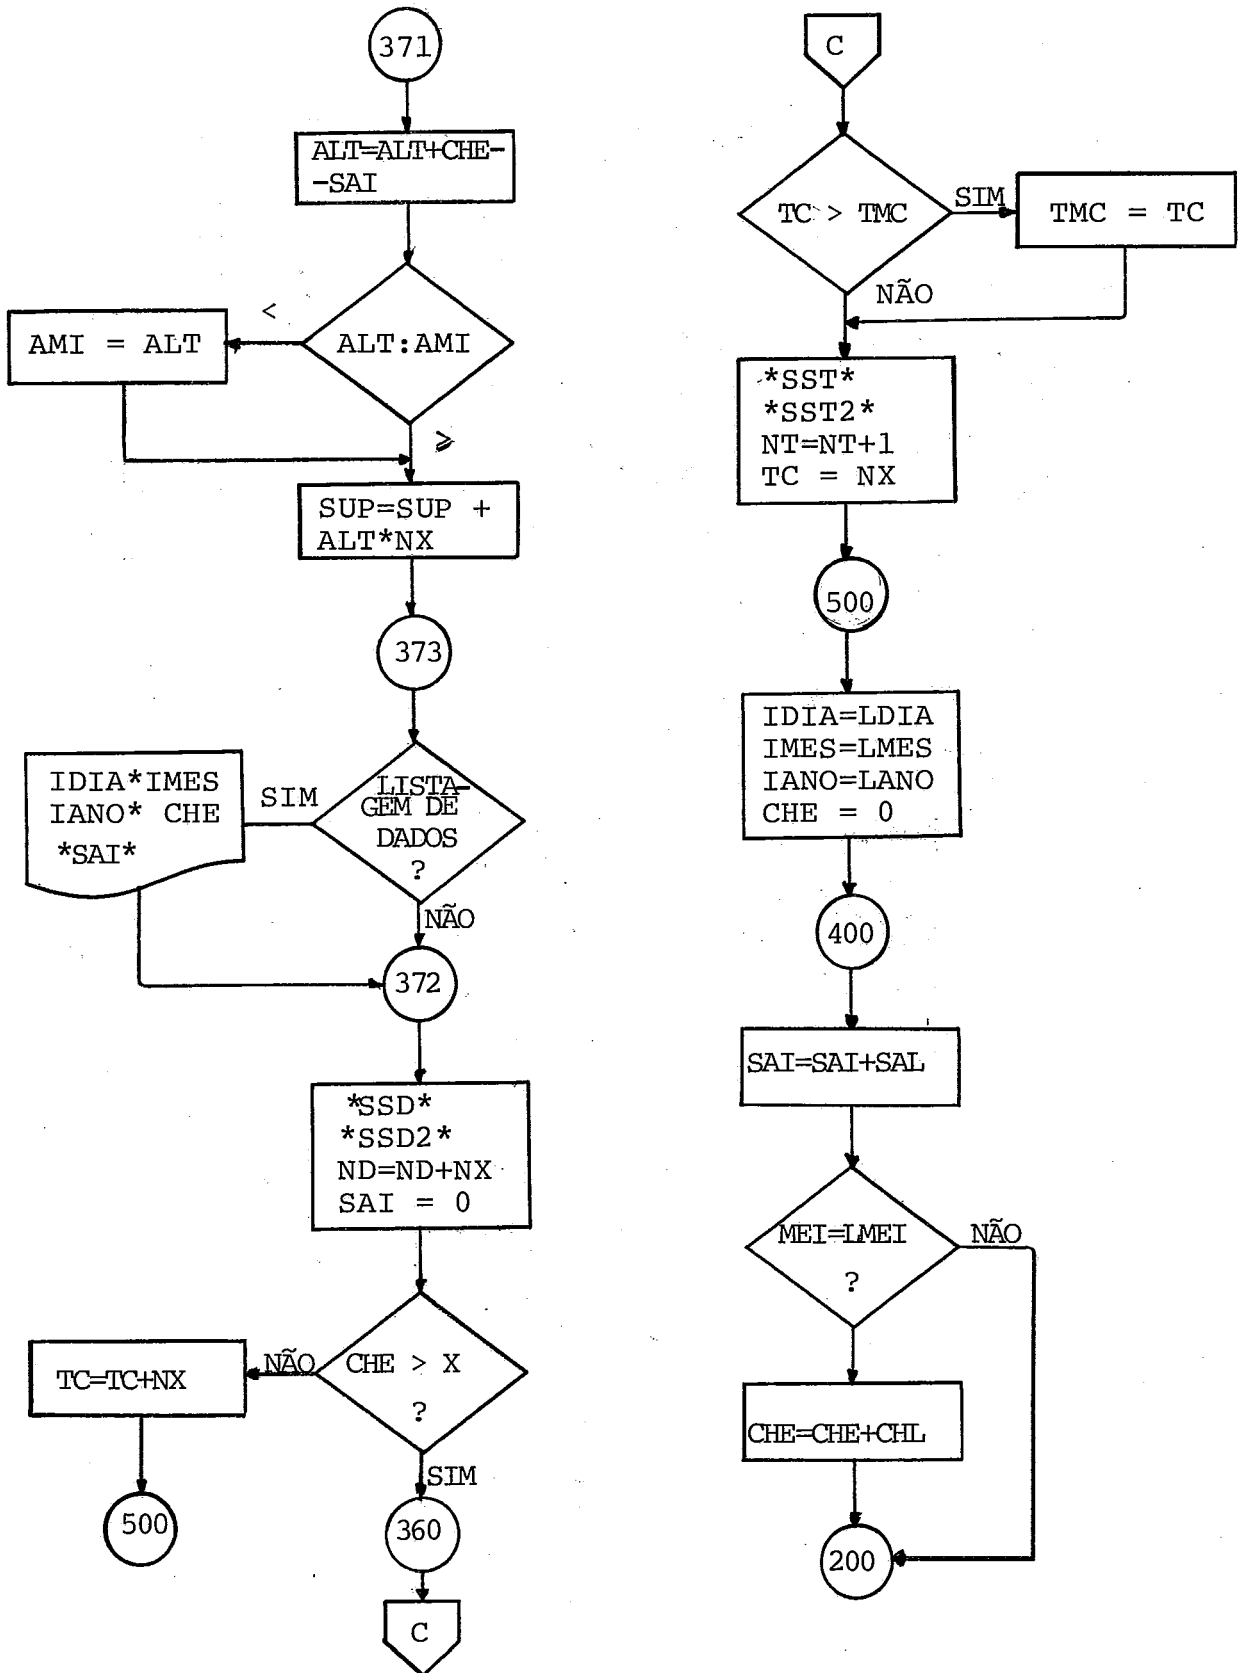 371
ALT=ALT+CHE-
-SAI
<
ALT:AMI
AMI = ALT
≥
SUP=SUP +
ALT*NX
373
LISTA-
GEM DE
DADOS
?
SIM
IDIA*IMES
IANO* CHE
*SAI*
NÃO
372
*SSD*
*SSD2*
ND=ND+NX
SAI = 0
CHE > X
?
NÃO
TC=TC+NX
500
SIM
360
C
C
TC > TMC
SIM
TMC = TC
NÃO
*SST*
*SST2*
NT=NT+1
TC = NX
500
IDIA=LDIA
IMES=LMES
IANO=LANO
CHE = 0
400
SAI=SAI+SAL
MEI=LMEI
?
NÃO
CHE=CHE+CHL
200